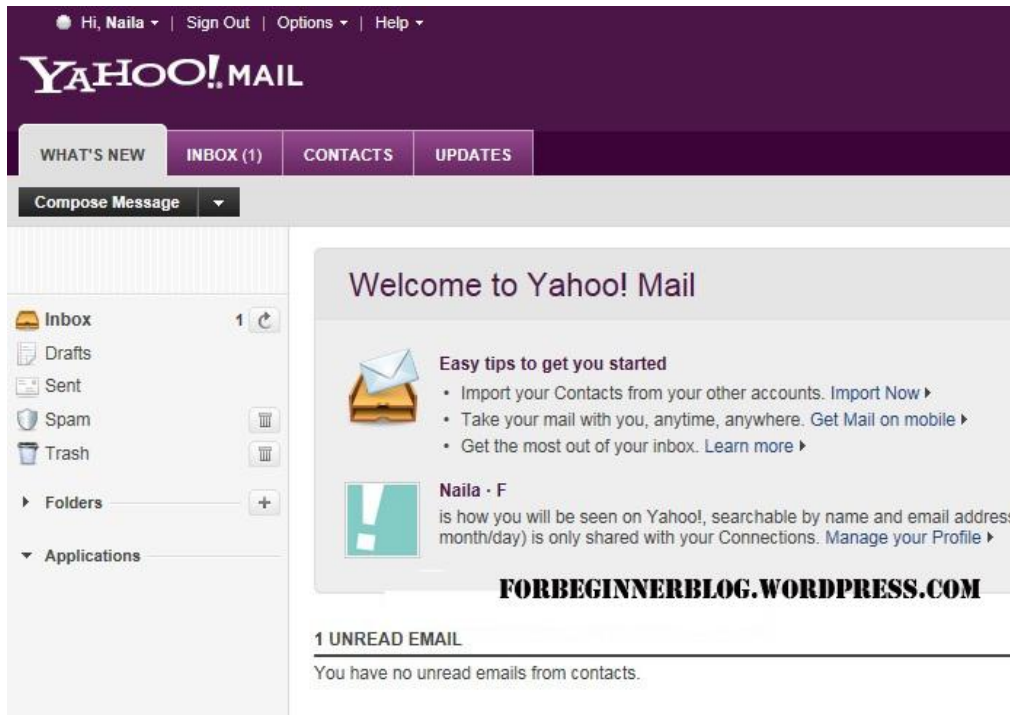 Hi, Naila | Sign Out | Options | Help
YAHOO! MAIL
WHAT'S NEW INBOX (1) CONTACTS UPDATES
Compose Message
Welcome to Yahoo! Mail
Inbox 1
Drafts
Sent
Spam
Trash
Folders
Applications
Easy tips to get you started
• Import your Contacts from your other accounts. Import Now
• Take your mail with you, anytime, anywhere. Get Mail on mobile
• Get the most out of your inbox. Learn more
Naila · F
is how you will be seen on Yahoo!, searchable by name and email address
month/day) is only shared with your Connections. Manage your Profile
FORBEGINNERBLOG.WORDPRESS.COM
1 UNREAD EMAIL
You have no unread emails from contacts.